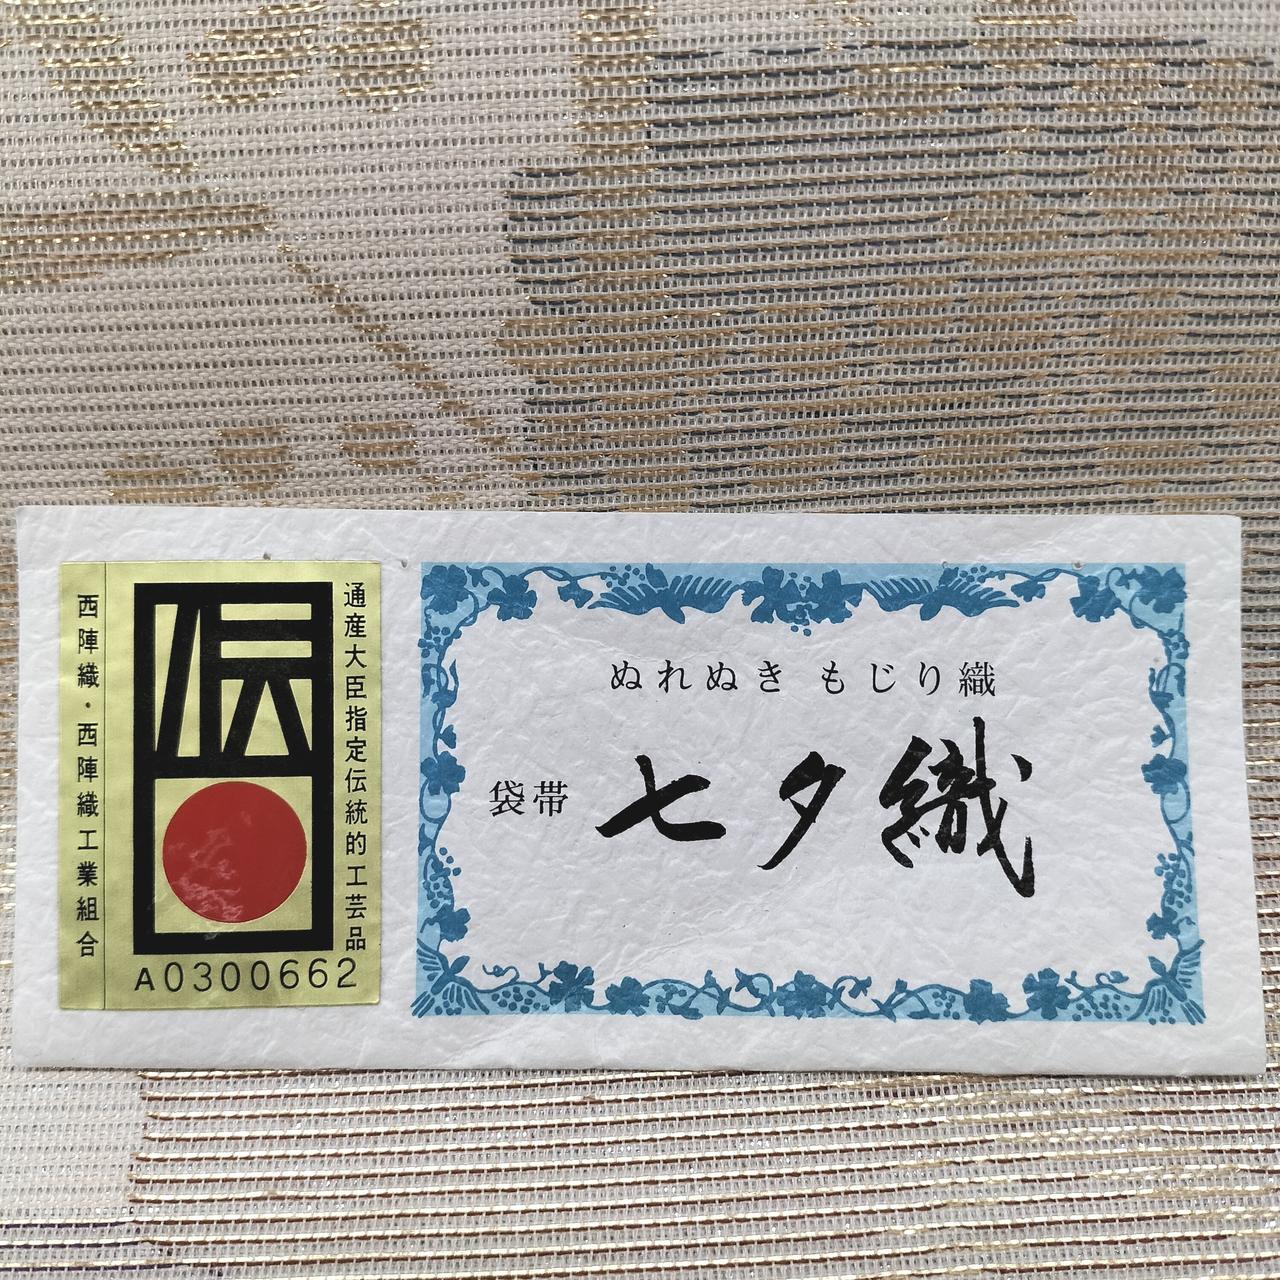 通産大臣指定伝統的工芸品
伝
西陣織・西陣織工業組合
A0300662
ぬれぬき もじり織
袋帯 七夕織